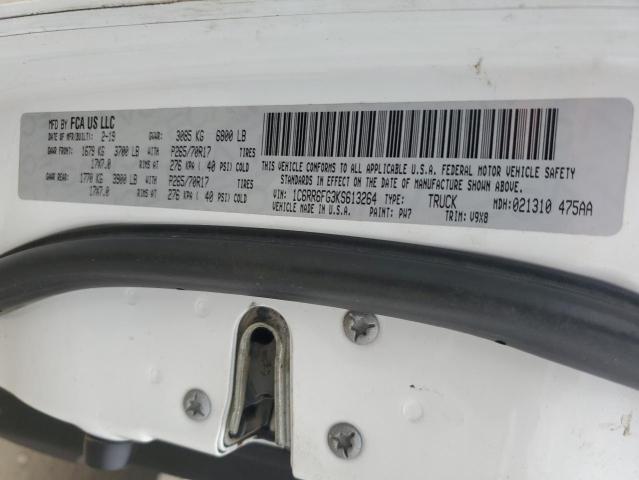 MFD BY FCA US LLC
DATE OF MFR(BUILT): 2-19 GVWR: 3085 KG 6800 LB
GAWR FRONT: 1679 KG 3700 LB P265/70R17 TIRES
17X7.0 RIMS AT 276 KPA ( 40 PSI) COLD
GAWR REAR: 1770 KG 3900 LB P265/70R17 TIRES
17X7.0 RIMS AT 276 KPA ( 40 PSI) COLD
THIS VEHICLE CONFORMS TO ALL APPLICABLE U.S.A. FEDERAL MOTOR VEHICLE SAFETY
STANDARDS IN EFFECT ON THE DATE OF MANUFACTURE SHOWN ABOVE.
VIN: 1C6RR6FG3KS613264 TYPE: TRUCK MDH: 021310 475AA
VEHICLE MADE IN U.S.A. PAINT: PW7 TRIM: V9X8